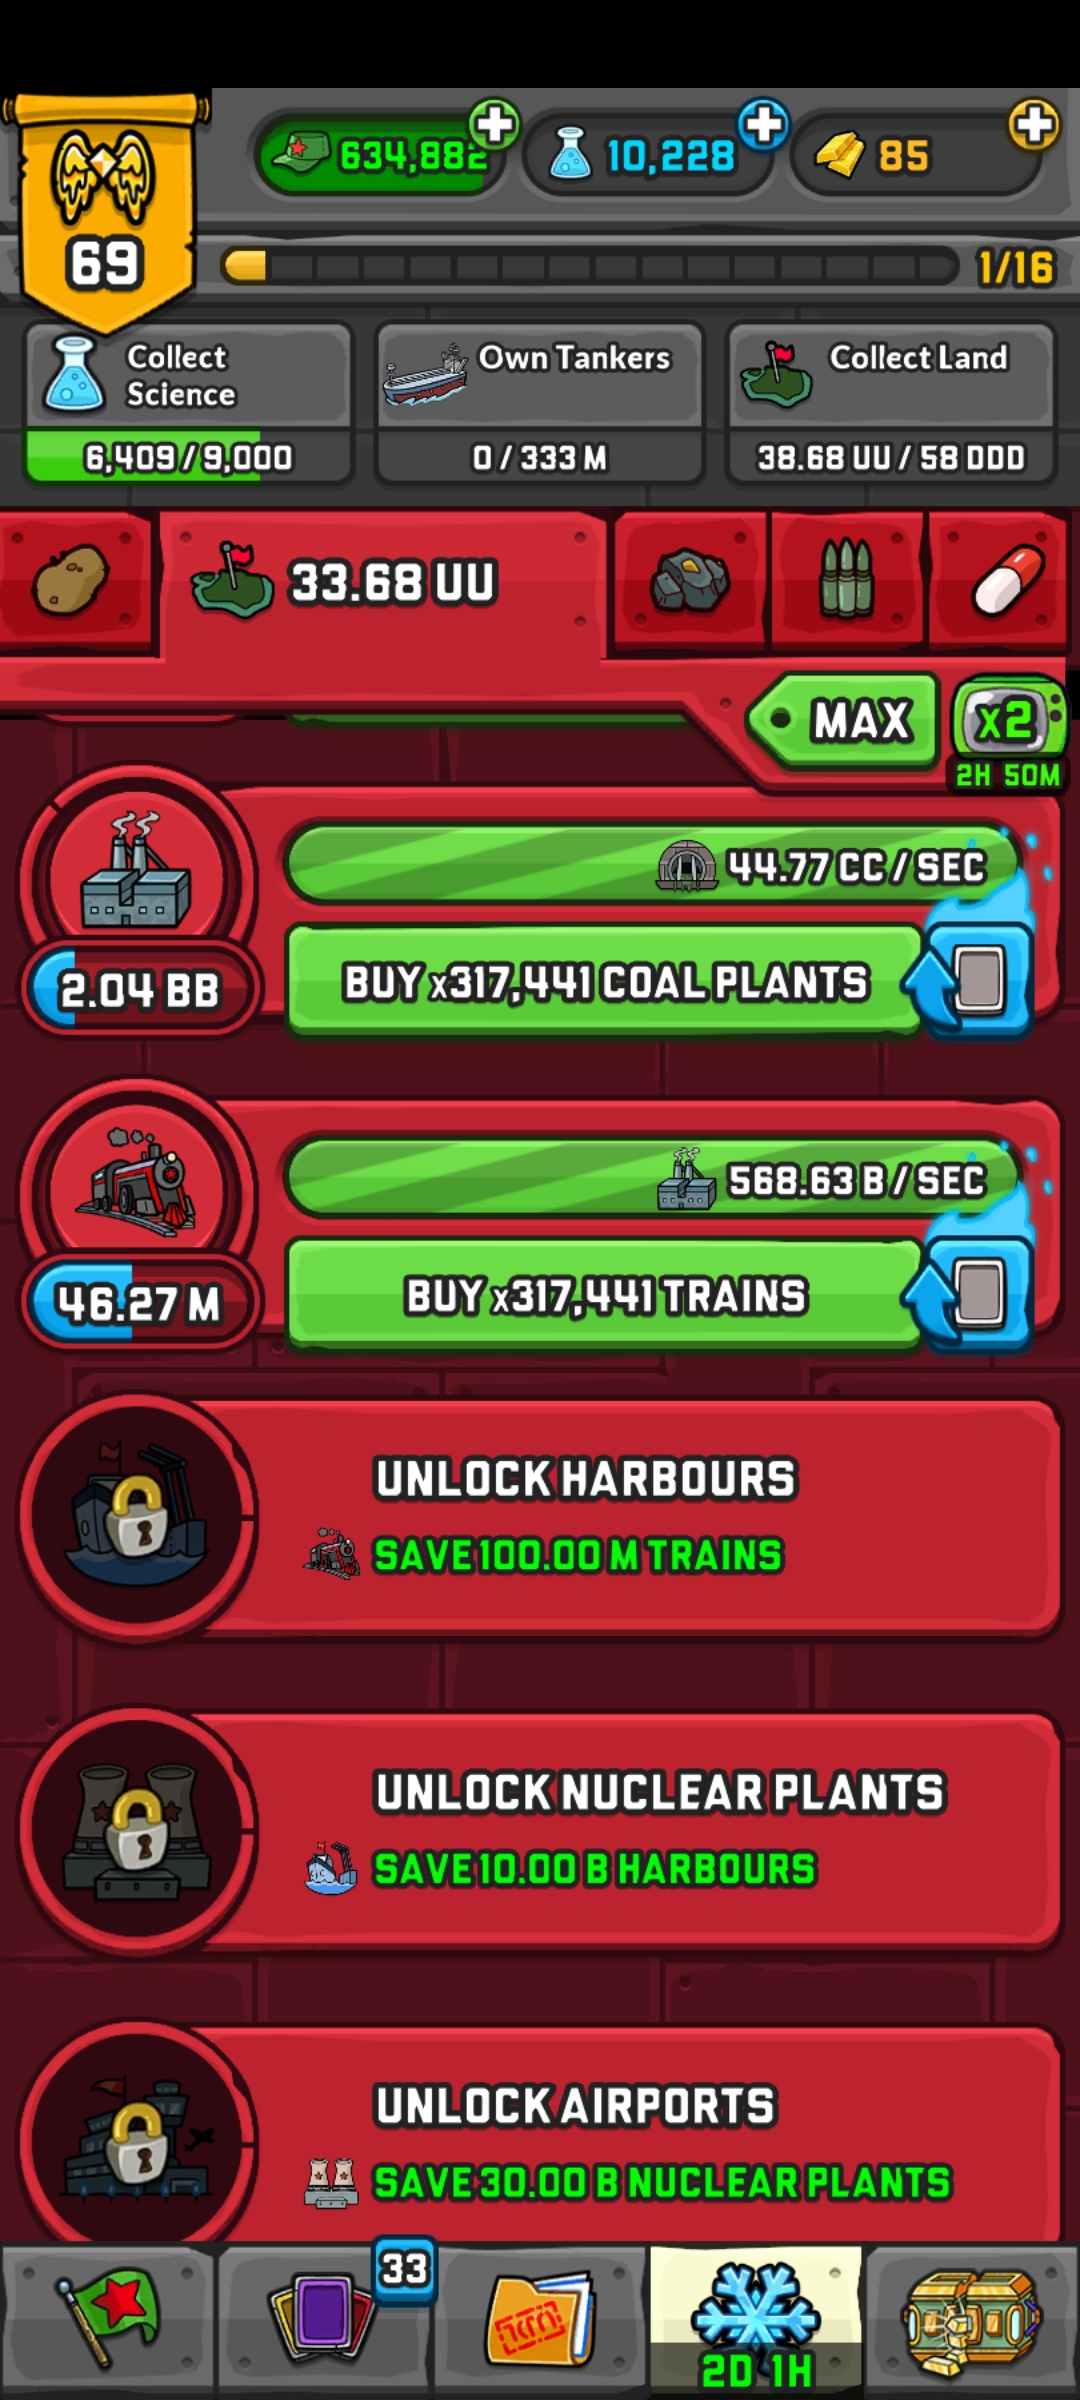 634,882
10,228
85
69
1/16
Collect
Science
6,409/9,000
Own Tankers
0/333 M
Collect Land
38.68 UU/58 DDD
33.68 UU
MAX
x2
2H 50M
44.77 CC/SEC
2.04 BB
BUY x317,441 COAL PLANTS
568.63 B/SEC
46.27 M
BUY x317,441 TRAINS
UNLOCK HARBOURS
SAVE 100.00 M TRAINS
UNLOCK NUCLEAR PLANTS
SAVE 10.00 B HARBOURS
UNLOCK AIRPORTS
SAVE 30.00 B NUCLEAR PLANTS
33
2D 1H